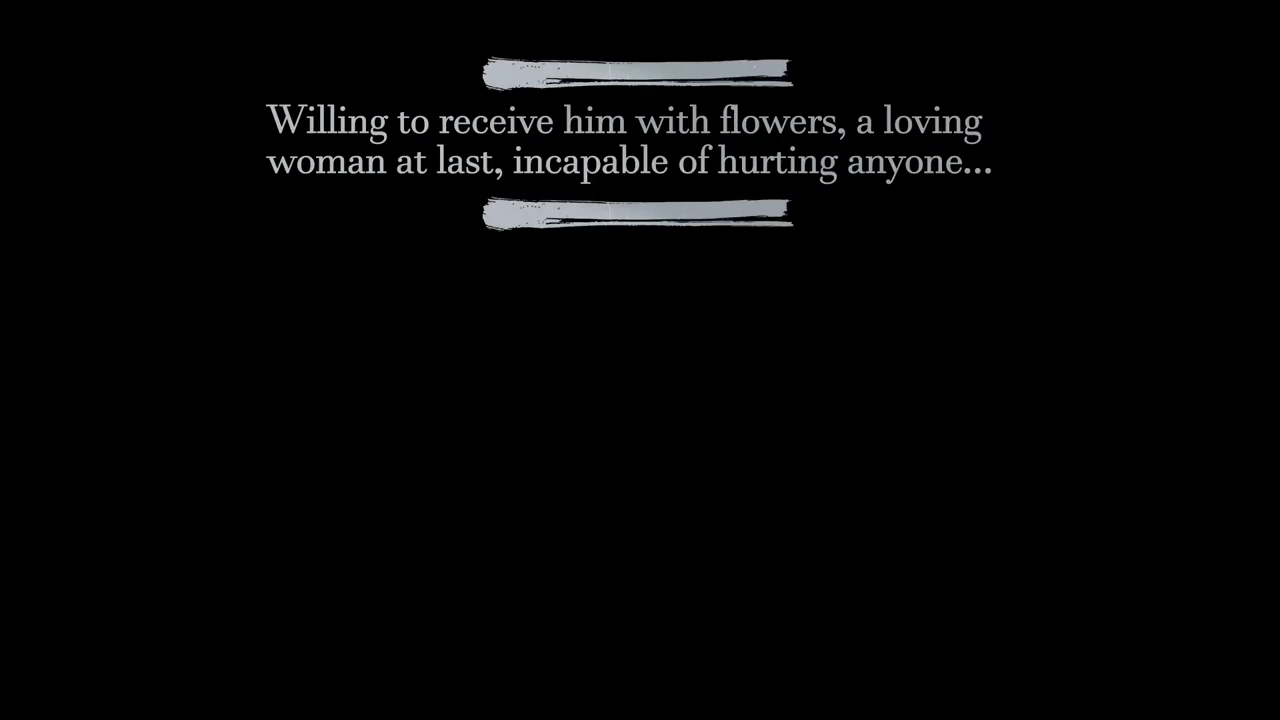 Willing to receive him with flowers, a loving
woman at last, incapable of hurting anyone...